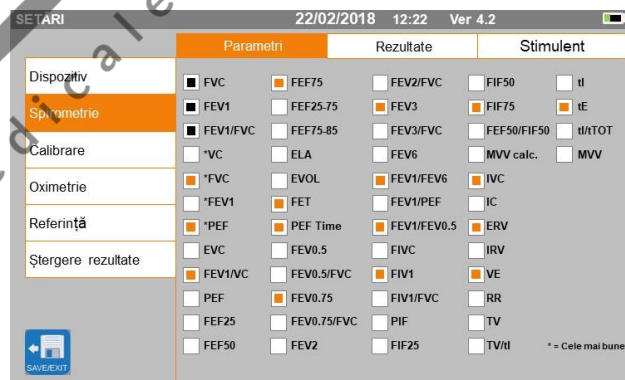 SETARI 22/02/2018 12:22 Ver 4.2
Parametri Rezultate Stimulent
Dispozitiv
Spirometrie
Calibrare
Oximetrie
Referință
Ștergere rezultate
FVC FEF75 FEV2/FVC FIF50 tI
FEV1 FEF25-75 FEV3 FIF75 tE
FEV1/FVC FEF75-85 FEV3/FVC FEF50/FIF50 tI/tTOT
*VC ELA FEV6 MVV calc. MVV
*FVC EVOL FEV1/FEV6 IVC
*FEV1 FET FEV1/PEF IC
*PEF PEF Time FEV1/FEV0.5 ERV
EVC FEV0.5 FIVC IRV
FEV1/VC FEV0.5/FVC FIV1 VE
PEF FEV0.75 FIV1/FVC RR
FEF25 FEV0.75/FVC PIF TV
FEF50 FEV2 FIF25 TV/tI * = Cele mai bune
SAVE/EXIT
dicale